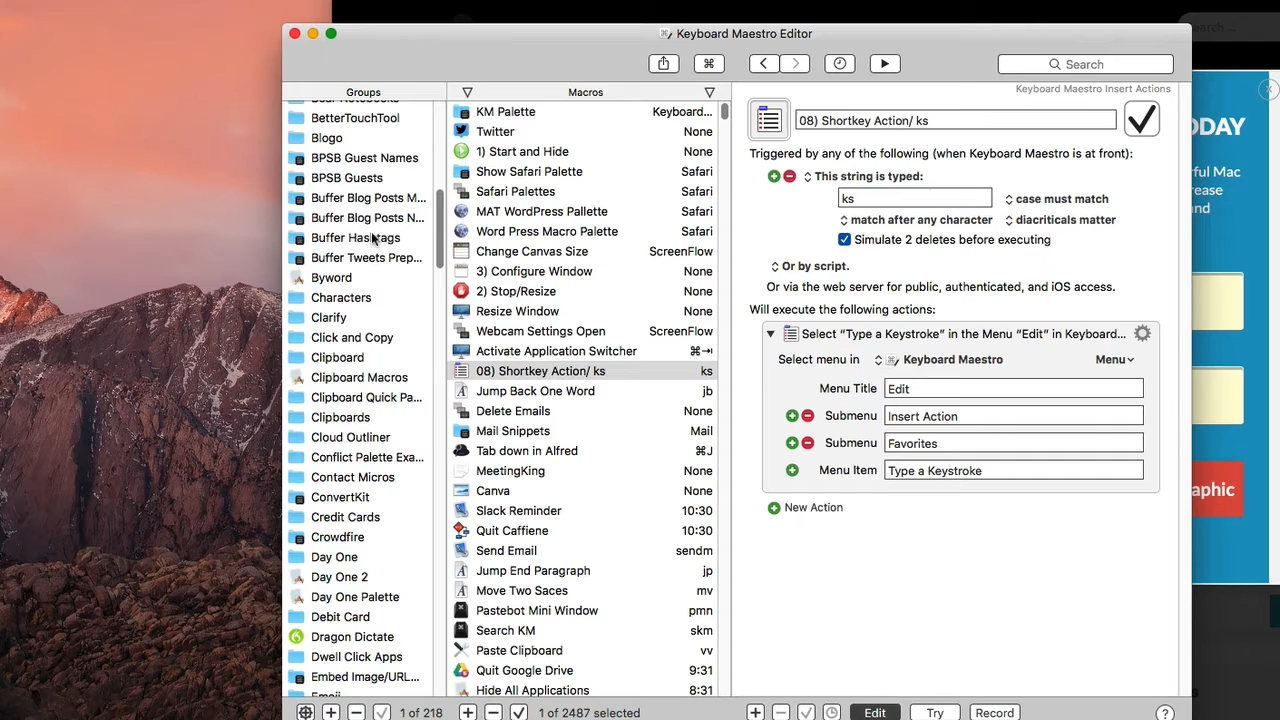 Keyboard Maestro Editor
Search
Groups
Macros
Keyboard Maestro Insert Actions
BetterTouchTool
Blogo
BPSB Guest Names
BPSB Guests
Buffer Blog Posts M...
Buffer Blog Posts N...
Buffer Hashtags
Buffer Tweets Prep...
Byword
Characters
Clarify
Click and Copy
Clipboard
Clipboard Macros
Clipboard Quick Pa...
Clipboards
Cloud Outliner
Conflict Palette Exa...
Contact Micros
ConvertKit
Credit Cards
Crowdfire
Day One
Day One 2
Day One Palette
Debit Card
Dragon Dictate
Dwell Click Apps
Embed Image/URL...
KM Palette Keyboard...
Twitter None
1) Start and Hide None
Show Safari Palette Safari
Safari Palettes Safari
MAT WordPress Pallette Safari
Word Press Macro Palette Safari
Change Canvas Size ScreenFlow
3) Configure Window None
2) Stop/Resize None
Resize Window None
Webcam Settings Open ScreenFlow
Activate Application Switcher ⌘⇥
08) Shortkey Action/ ks ks
Jump Back One Word jb
Delete Emails None
Mail Snippets Mail
Tab down in Alfred ⌘J
MeetingKing None
Canva None
Slack Reminder 10:30
Quit Caffiene 10:30
Send Email sendm
Jump End Paragraph jp
Move Two Saces mv
Pastebot Mini Window pmn
Search KM skm
Paste Clipboard vv
Quit Google Drive 9:31
Hide All Applications 9:31
08) Shortkey Action/ ks
Triggered by any of the following (when Keyboard Maestro is at front):
This string is typed:
ks
case must match
match after any character
diacriticals matter
Simulate 2 deletes before executing
Or by script.
Or via the web server for public, authenticated, and iOS access.
Will execute the following actions:
Select “Type a Keystroke” in the Menu “Edit” in Keyboard...
Select menu in Keyboard Maestro Menu
Menu Title Edit
Submenu Insert Action
Submenu Favorites
Menu Item Type a Keystroke
New Action
1 of 218
1 of 2487 selected
Edit
Try
Record
?
ODAY
rful Mac
rease
and
aphic